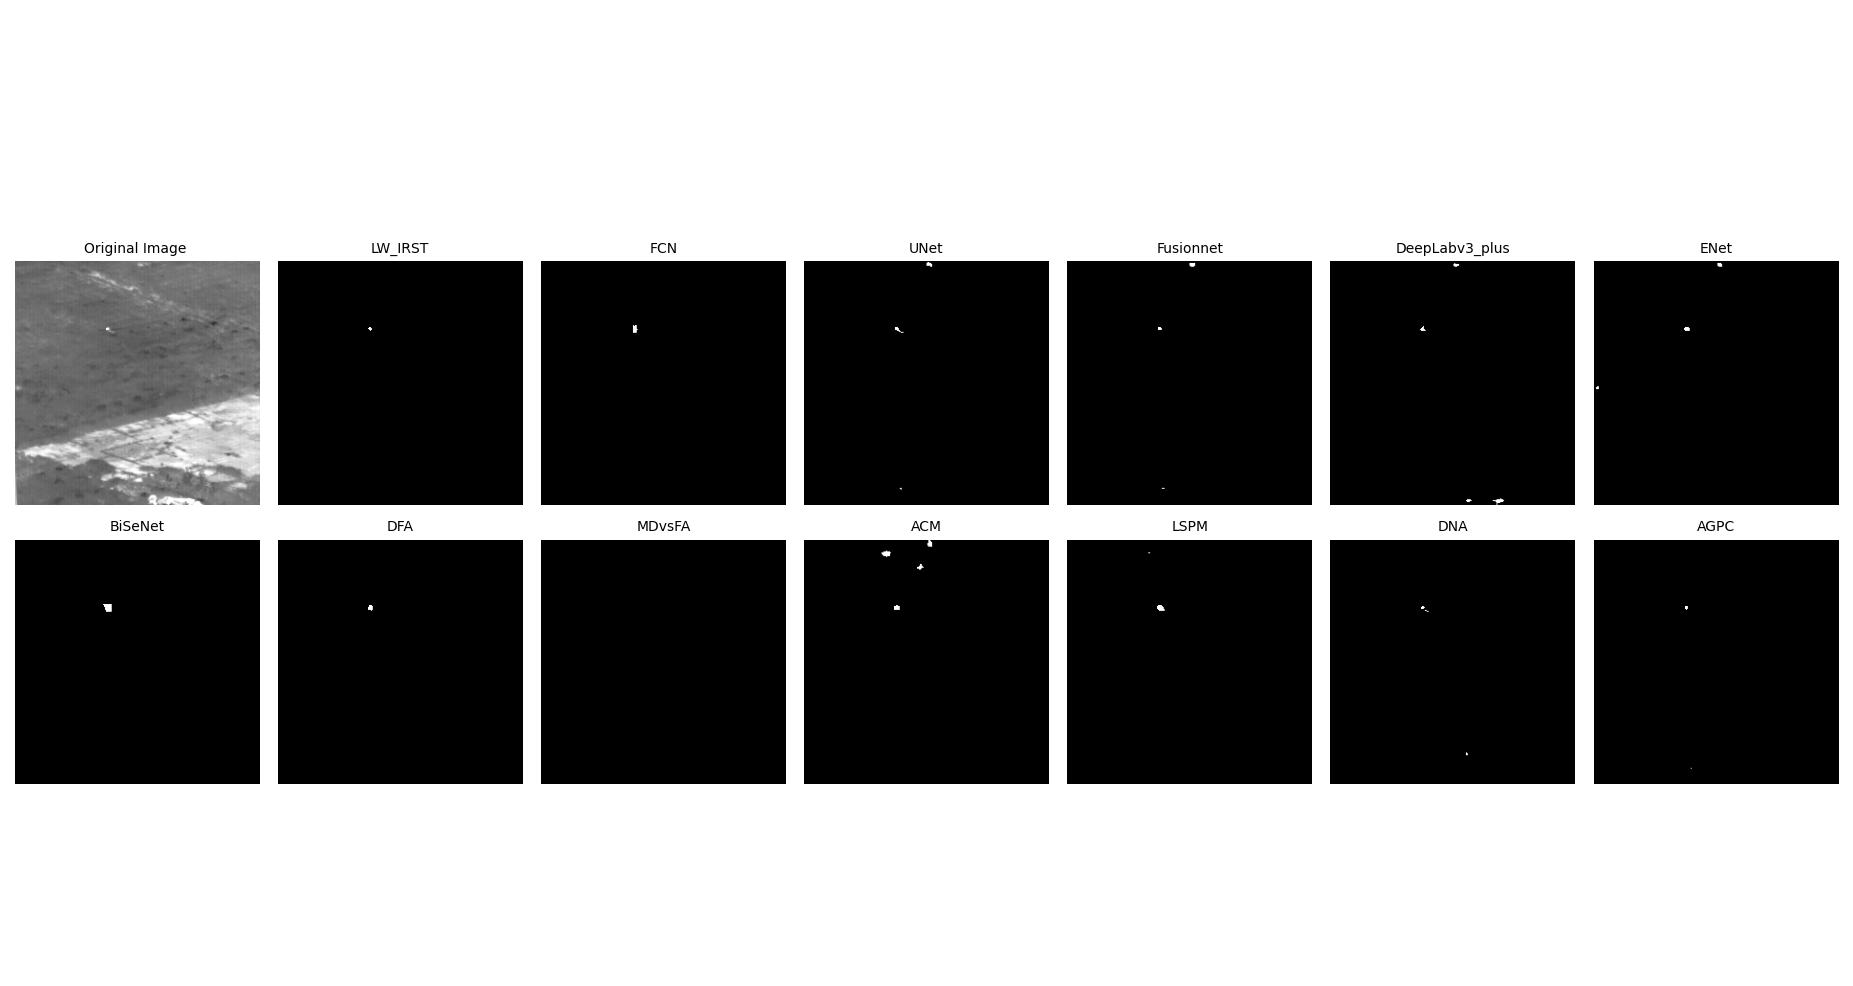 Original Image
LW_IRST
FCN
UNet
Fusionnet
DeepLabv3_plus
ENet
BiSeNet
DFA
MDvsFA
ACM
LSPM
DNA
AGPC